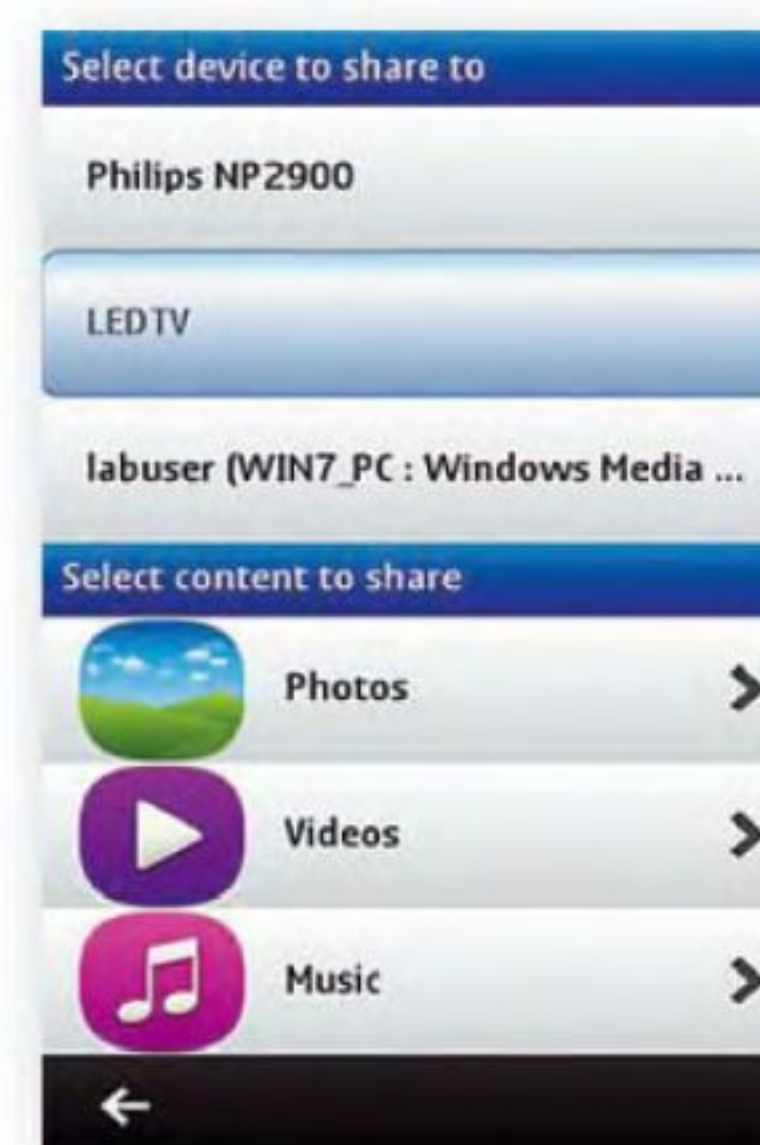 Select device to share to
Philips NP2900
LEDTV
labuser (WIN7_PC : Windows Media ...
Select content to share
Photos
Videos
Music